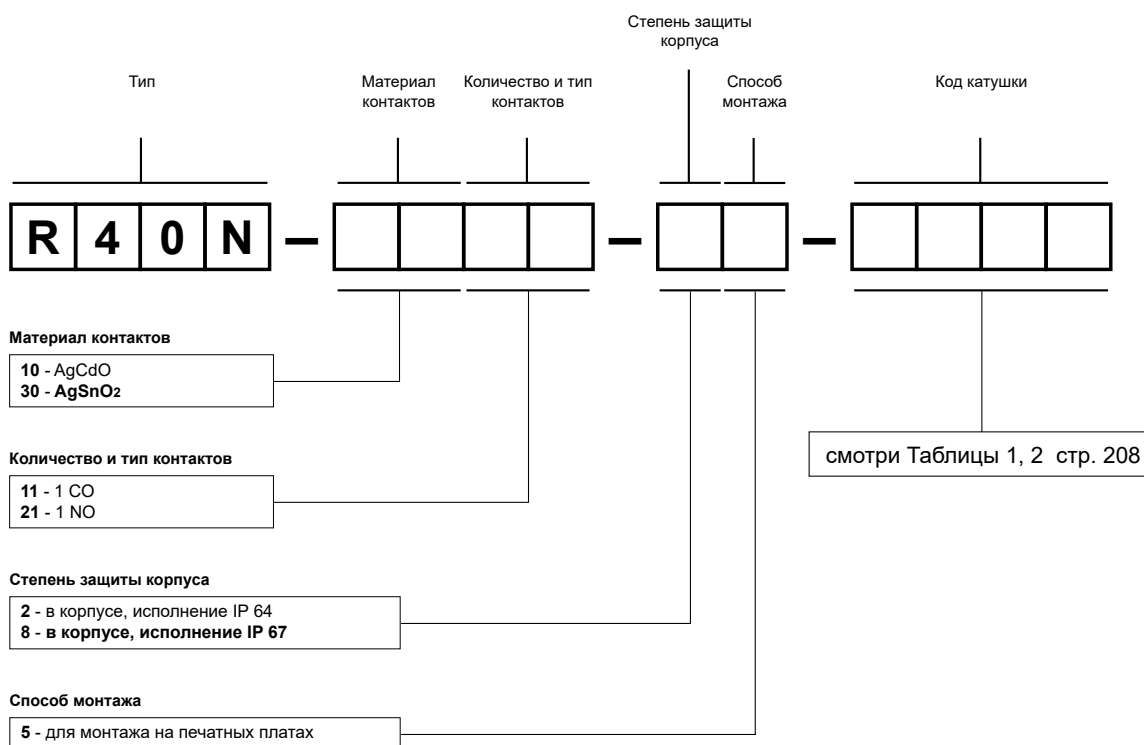 Степень защиты
корпуса
Тип
Материал
контактов
Количество и тип
контактов
Способ
монтажа
Код катушки
R 4 0 N – – –
Материал контактов
10 - AgCdO
30 - AgSnO2
смотри Таблицы 1, 2 стр. 208
Количество и тип контактов
11 - 1 CO
21 - 1 NO
Степень защиты корпуса
2 - в корпусе, исполнение IP 64
8 - в корпусе, исполнение IP 67
Способ монтажа
5 - для монтажа на печатных платах